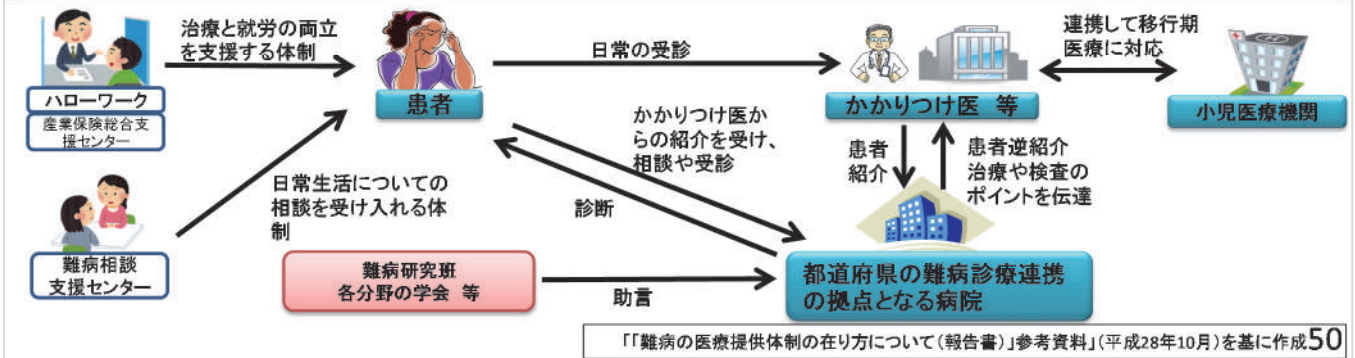 治療と就労の両立
を支援する体制
ハローワーク
産業保険総合支
援センター
患者
日常の受診
かかりつけ医 等
連携して移行期
医療に対応
小児医療機関
かかりつけ医か
らの紹介を受け、
相談や受診
患者
紹介
患者逆紹介
治療や検査の
ポイントを伝達
日常生活についての
相談を受け入れる体
制
診断
難病相談
支援センター
難病研究班
各分野の学会 等
助言
都道府県の難病診療連携
の拠点となる病院
「「難病の医療提供体制の在り方について(報告書)」参考資料」(平成28年10月)を基に作成
50